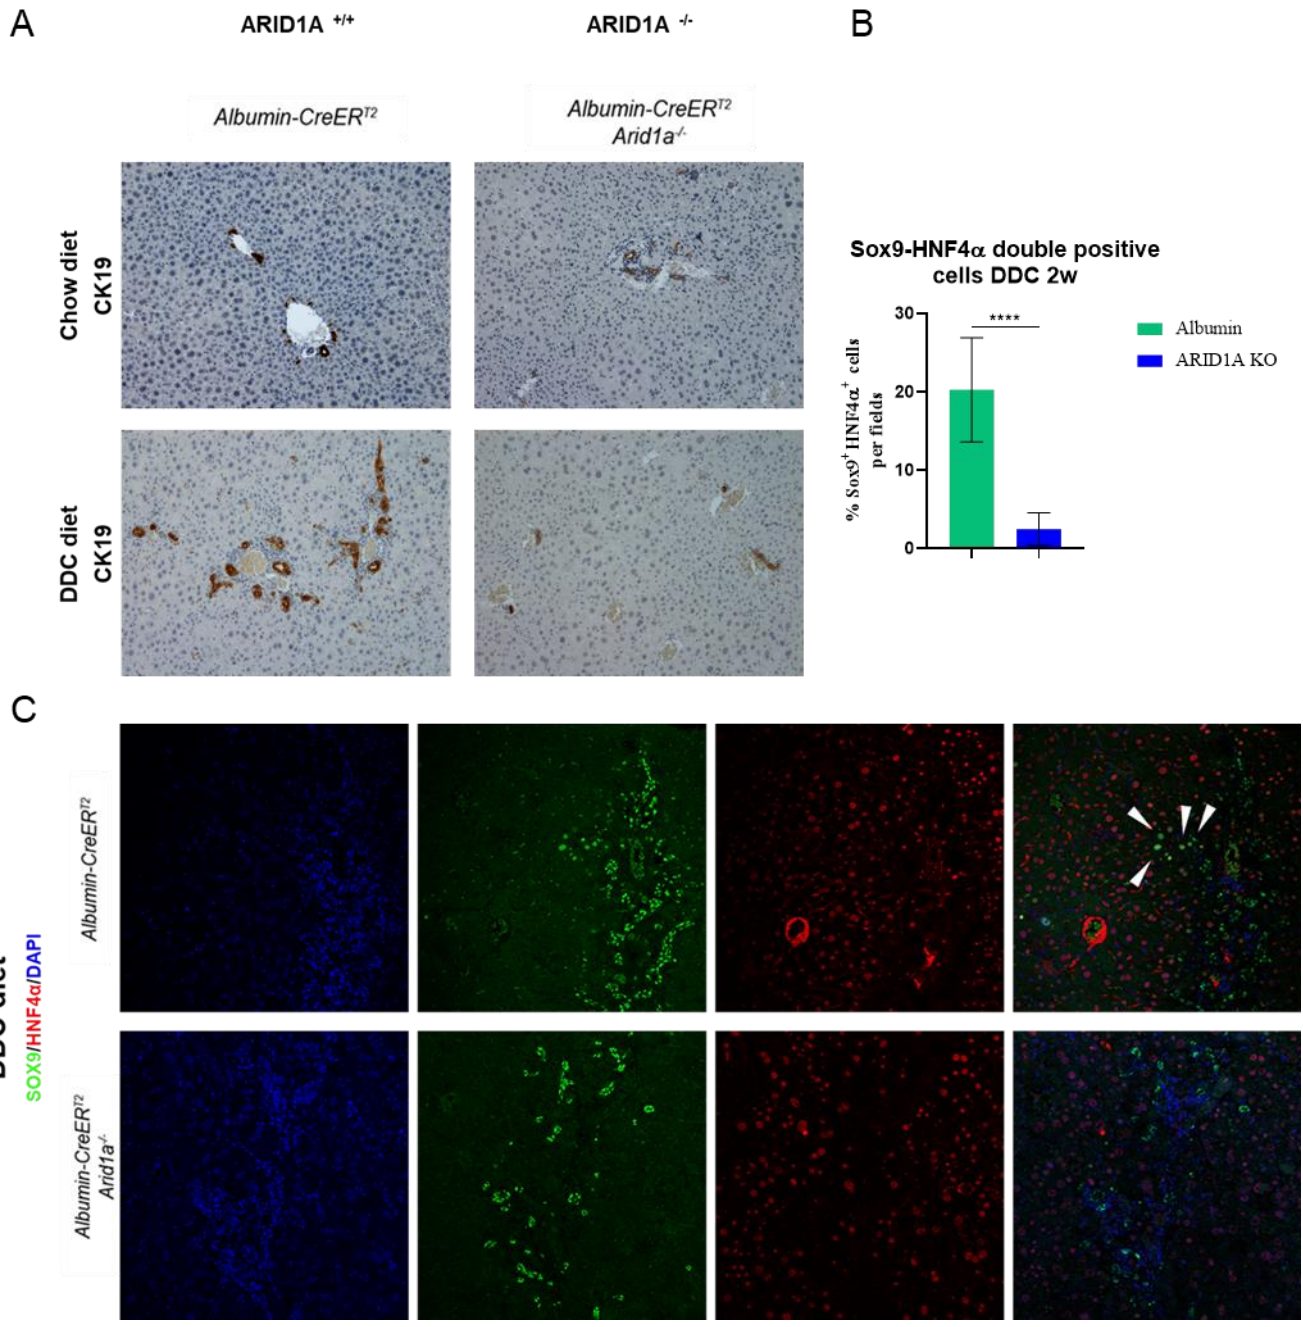 A
ARID1A +/+
ARID1A -/-
B
Albumin-CreERT2
Albumin-CreERT2
Arid1a-/-
Chow diet
CK19
DDC diet
CK19
Sox9-HNF4α double positive
cells DDC 2w
% Sox9+HNF4α+ cells
per fields
30
20
10
0
****
Albumin
ARID1A KO
C
diet
SOX9/HNF4α/DAPI
Albumin-CreERT2
Albumin-CreERT2
Arid1a-/-